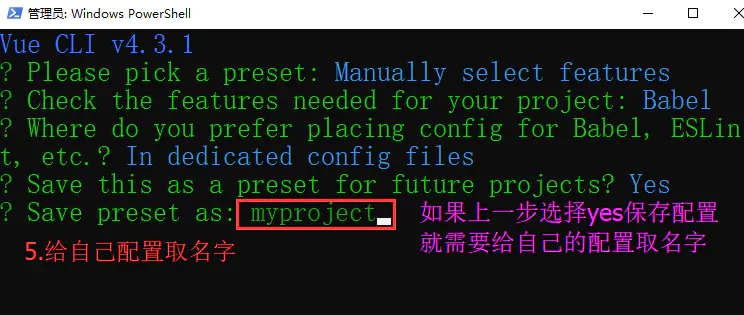 管理员: Windows PowerShell
Vue CLI v4.3.1
? Please pick a preset: Manually select features
? Check the features needed for your project: Babel
? Where do you prefer placing config for Babel, ESLin
t, etc.? In dedicated config files
? Save this as a preset for future projects? Yes
? Save preset as: myproject
如果上一步选择yes保存配置
就需要给自己的配置取名字
5.给自己配置取名字